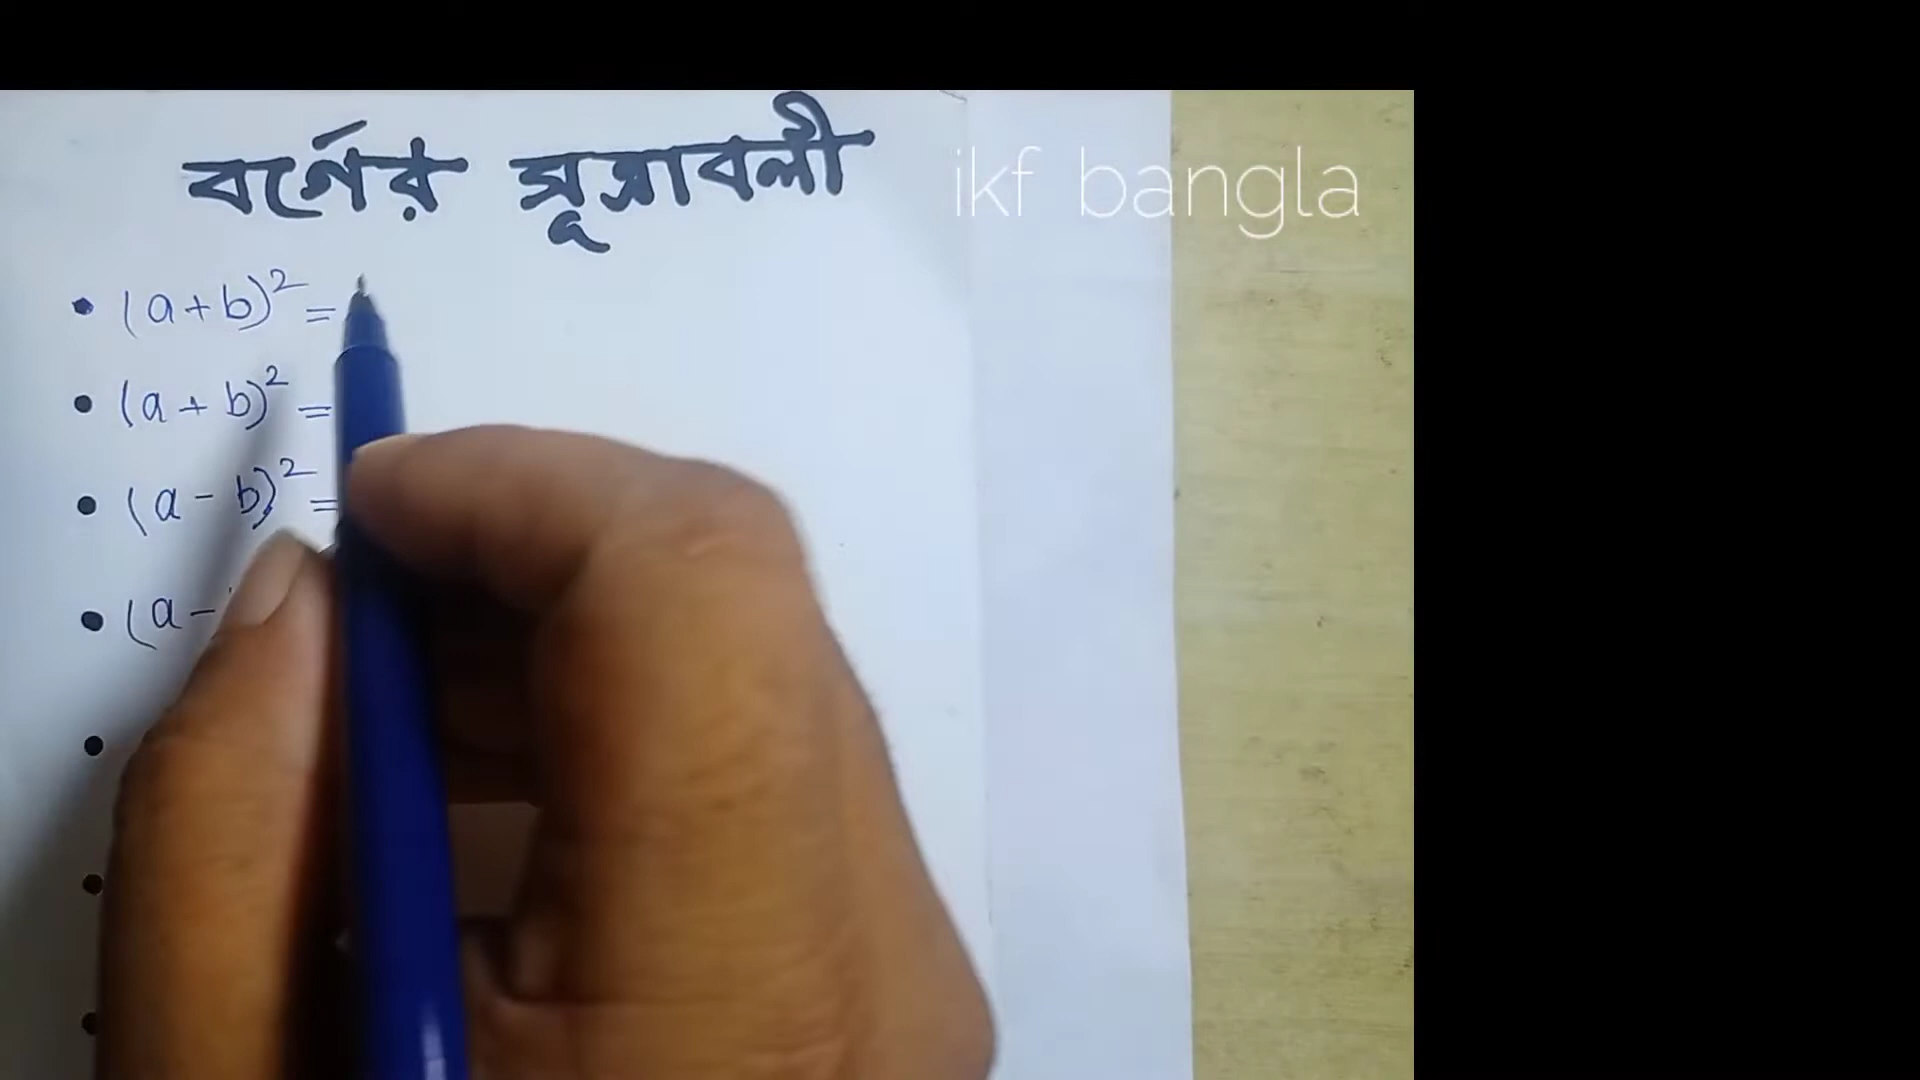 বর্গের সূত্রাবলী
ikf bangla
• (a+b)² =
• (a + b)² =
• (a - b)² =
• (a -
•
•
•